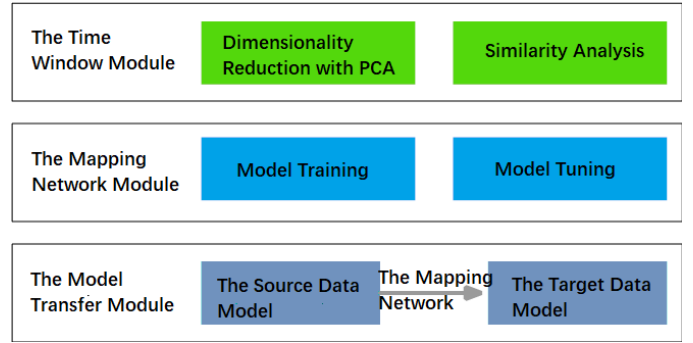 The Time
Window Module
Dimensionality
Reduction with PCA
Similarity Analysis
The Mapping
Network Module
Model Training
Model Tuning
The Model
Transfer Module
The Source Data
Model
The Mapping
Network
The Target Data
Model